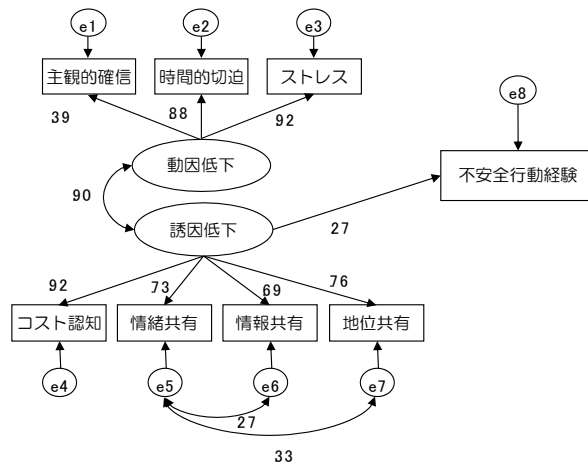 e1
e2
e3
主観的確信
時間的切迫
ストレス
e8
39
88
92
動因低下
不安全行動経験
90
誘因低下
27
92
73
69
76
コスト認知
情緒共有
情報共有
地位共有
e4
e5
e6
e7
27
33